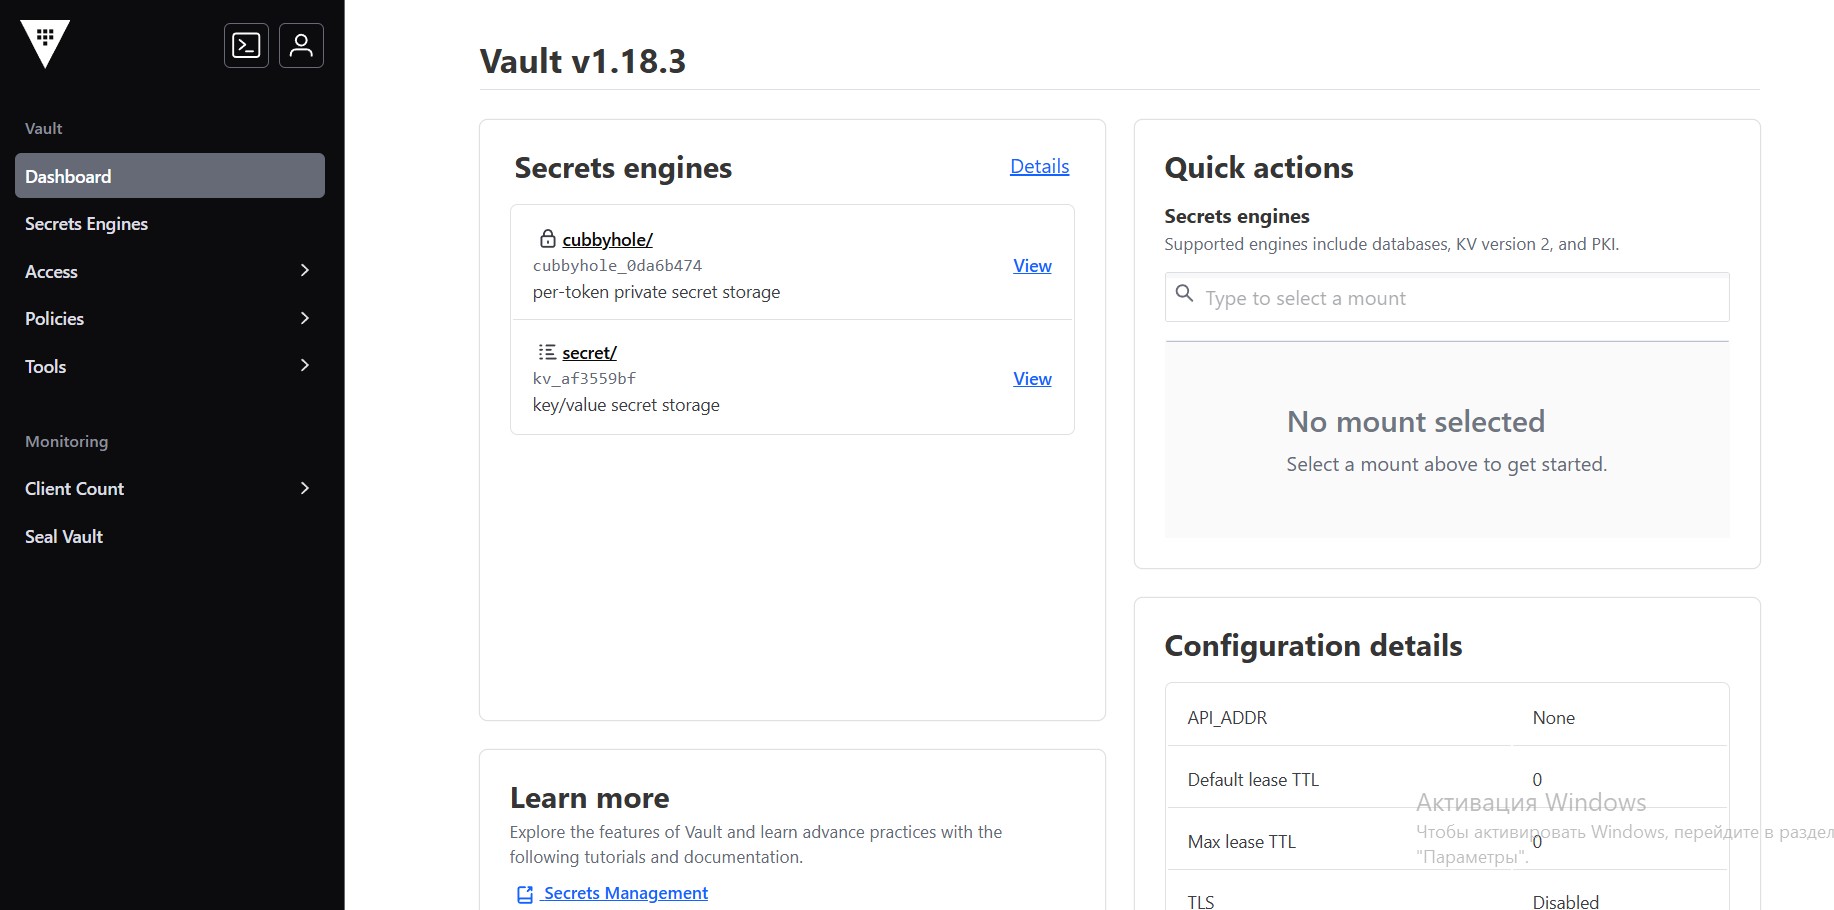 Vault
Dashboard
Secrets Engines
Access
Policies
Tools
Monitoring
Client Count
Seal Vault
Vault v1.18.3
Secrets engines
Details
cubbyhole/
cubbyhole_0da6b474
View
per-token private secret storage
secret/
kv_af3559bf
View
key/value secret storage
Learn more
Explore the features of Vault and learn advance practices with the
following tutorials and documentation.
Secrets Management
Quick actions
Secrets engines
Supported engines include databases, KV version 2, and PKI.
Type to select a mount
No mount selected
Select a mount above to get started.
Configuration details
API_ADDR None
Default lease TTL 0
Max lease TTL 0
TLS Disabled
Активация Windows
Чтобы активировать Windows, перейдите в раздел
"Параметры".